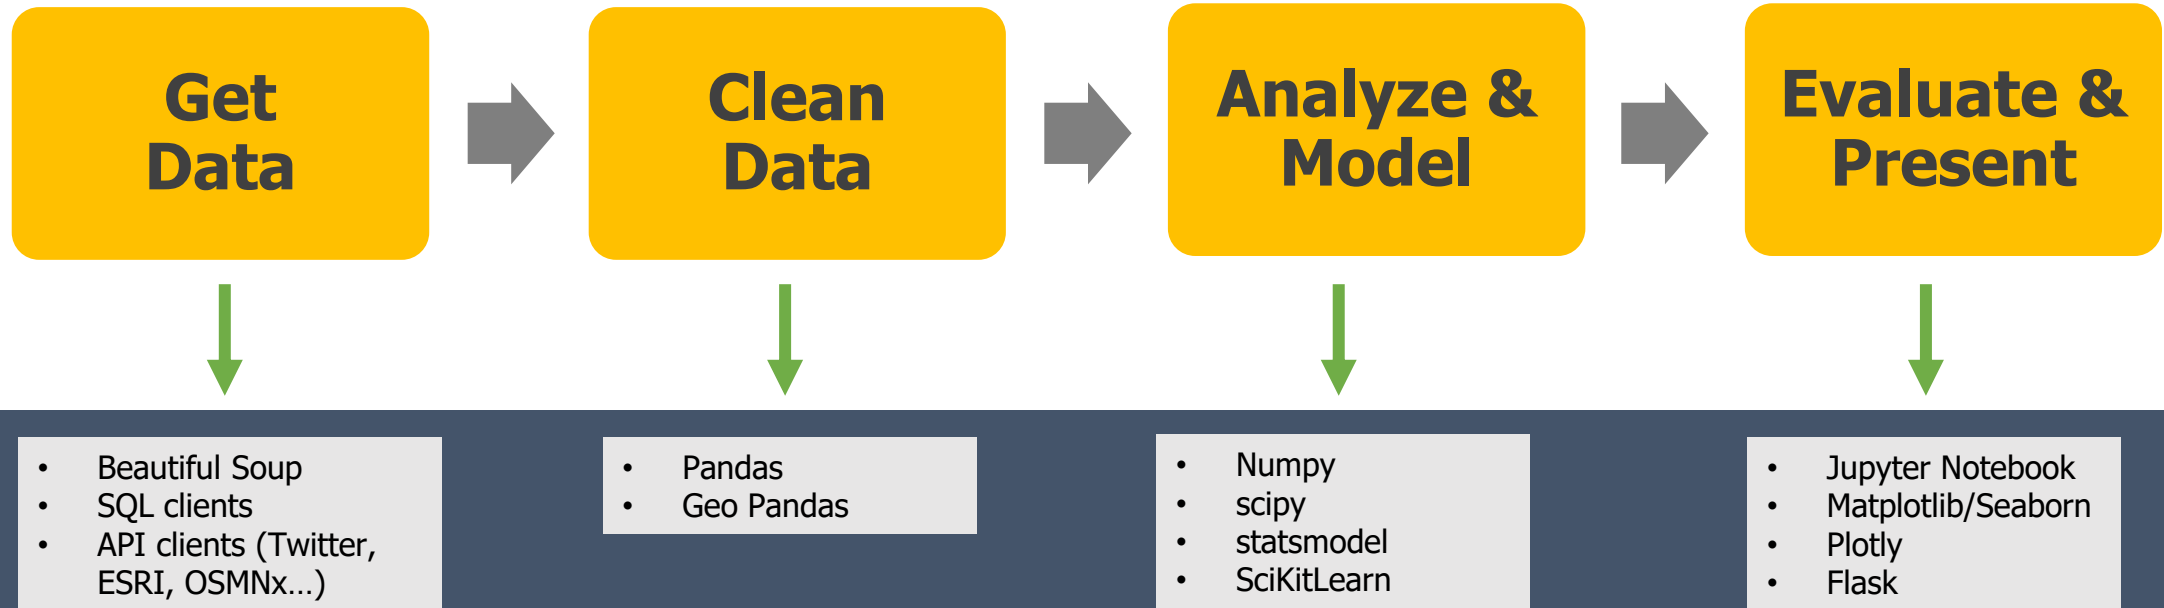 Get
Data
Clean
Data
Analyze &
Model
Evaluate &
Present
• Beautiful Soup
• SQL clients
• API clients (Twitter,
ESRI, OSMNx…)
• Pandas
• Geo Pandas
• Numpy
• scipy
• statsmodel
• SciKitLearn
• Jupyter Notebook
• Matplotlib/Seaborn
• Plotly
• Flask